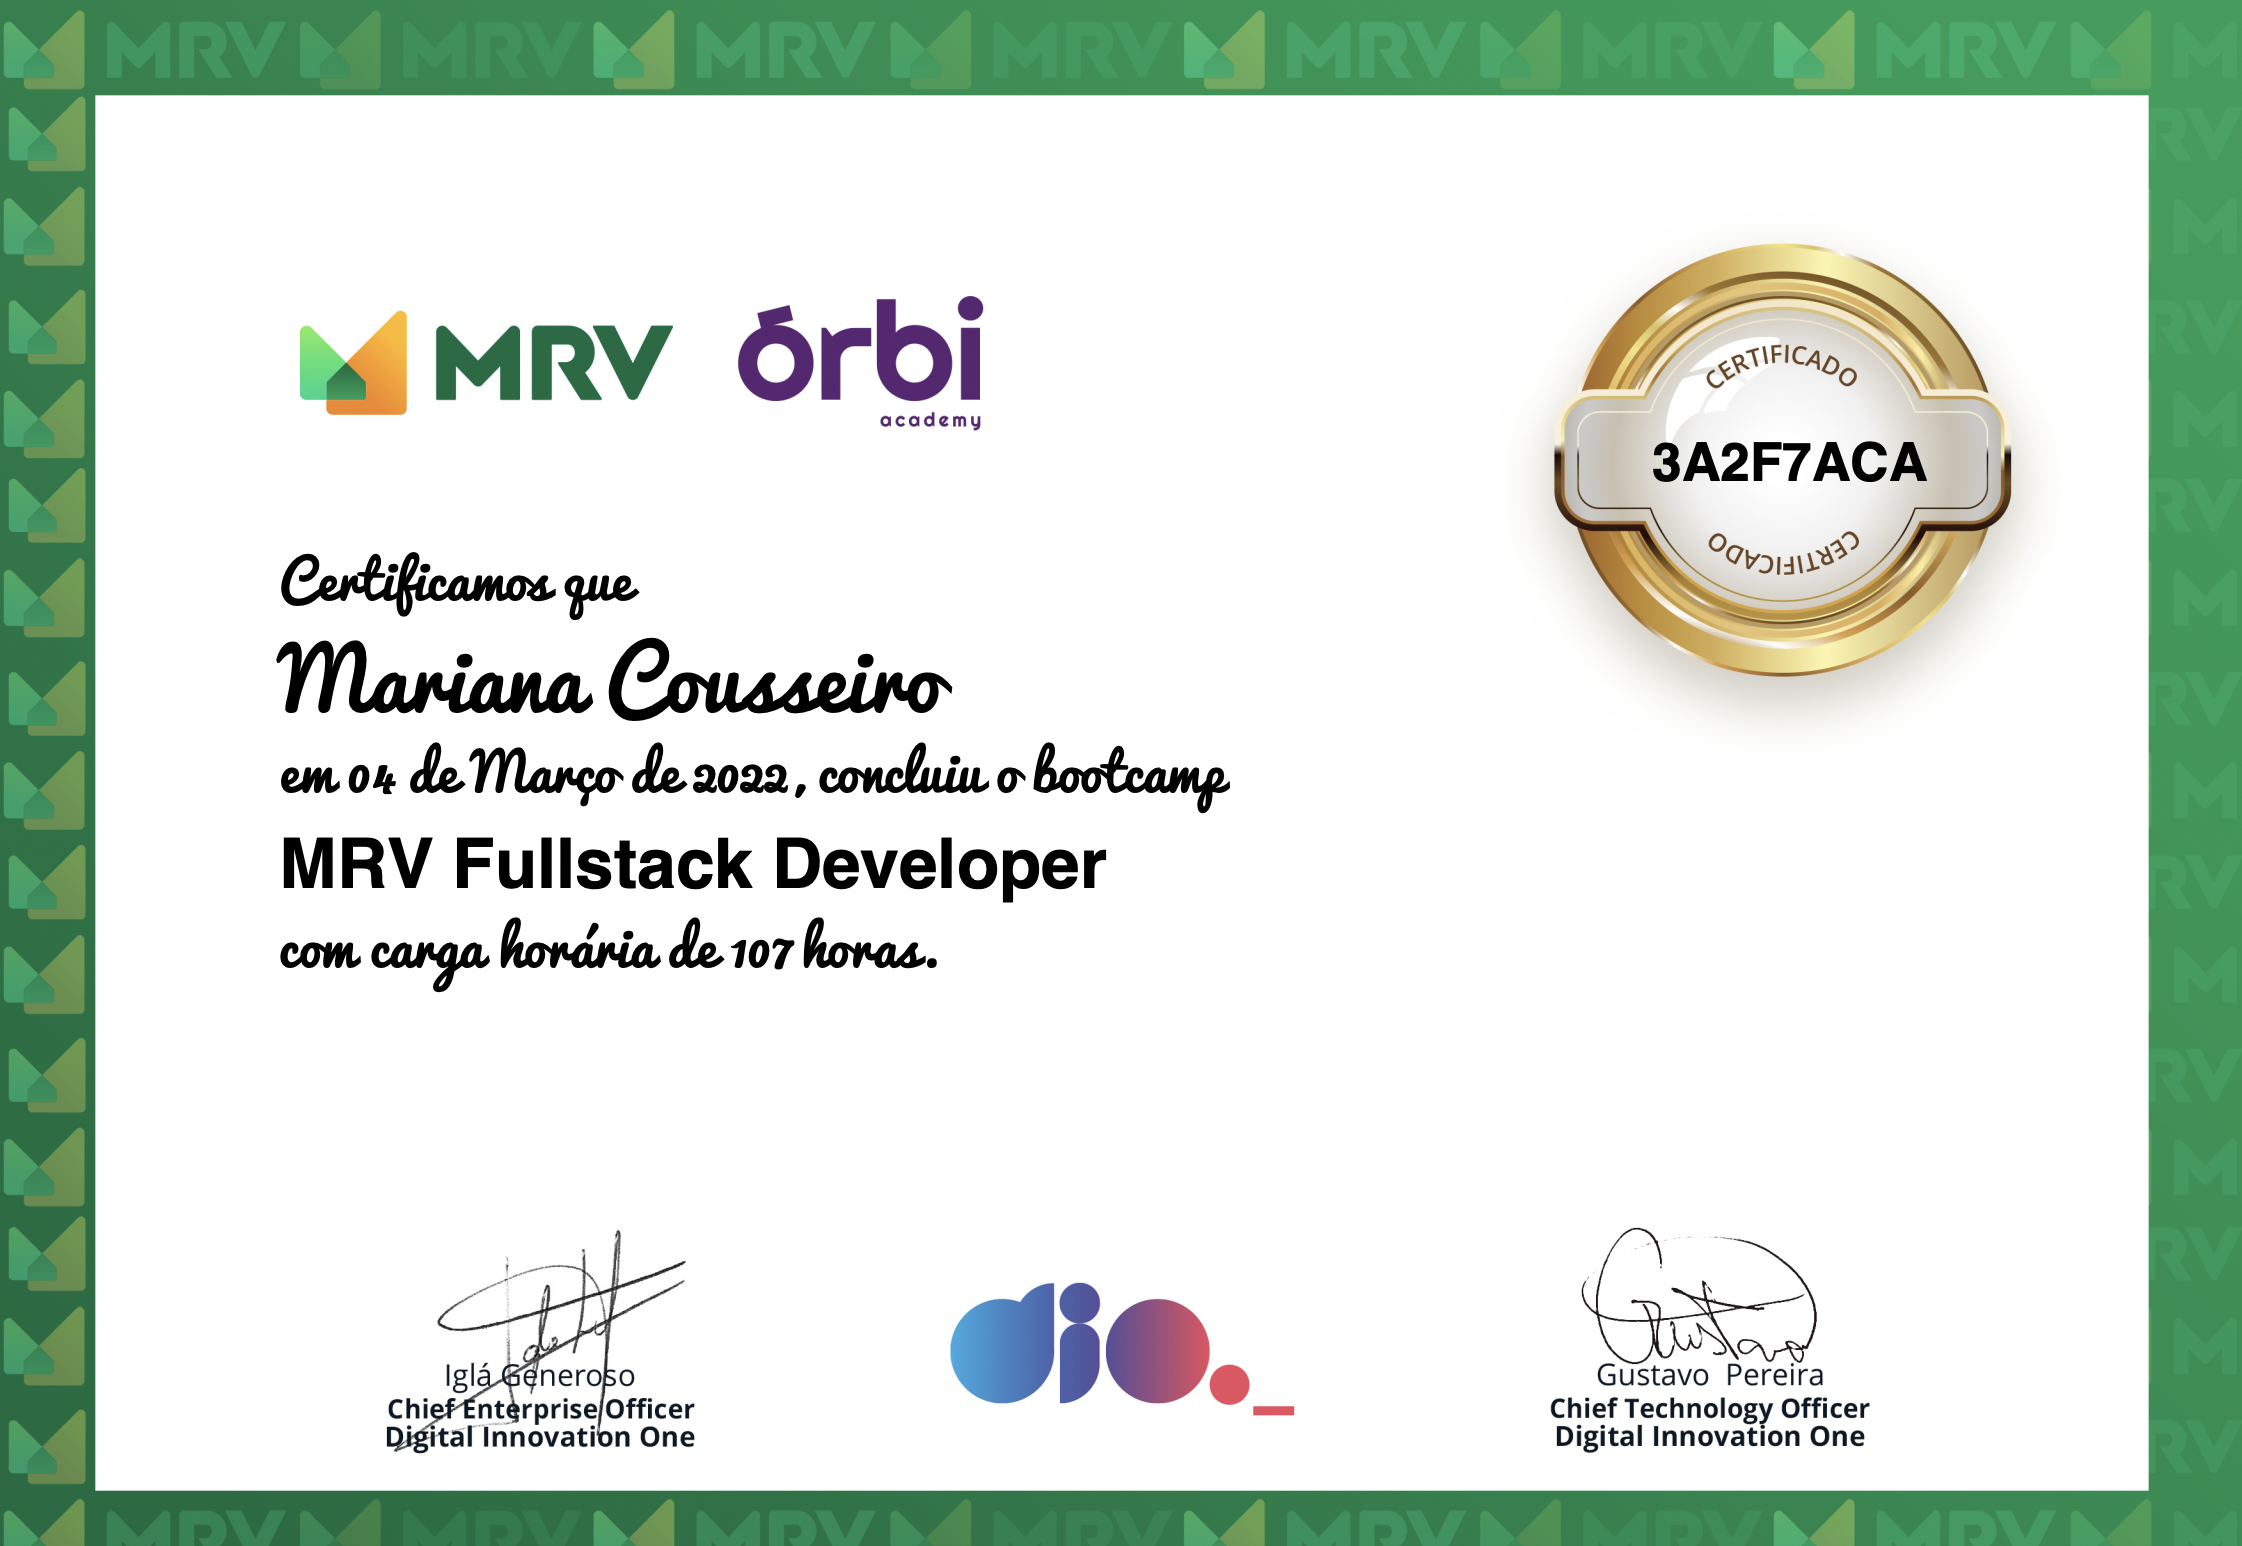 MRV
órbi
academy
CERTIFICADO
3A2F7ACA
CERTIFICADO
Certificamos que
Mariana Cousseiro
em 04 de Março de 2022, concluiu o bootcamp
MRV Fullstack Developer
com carga horária de 107 horas.
Iglá Generoso
Chief Enterprise Officer
Digital Innovation One
dio._
Gustavo Pereira
Chief Technology Officer
Digital Innovation One